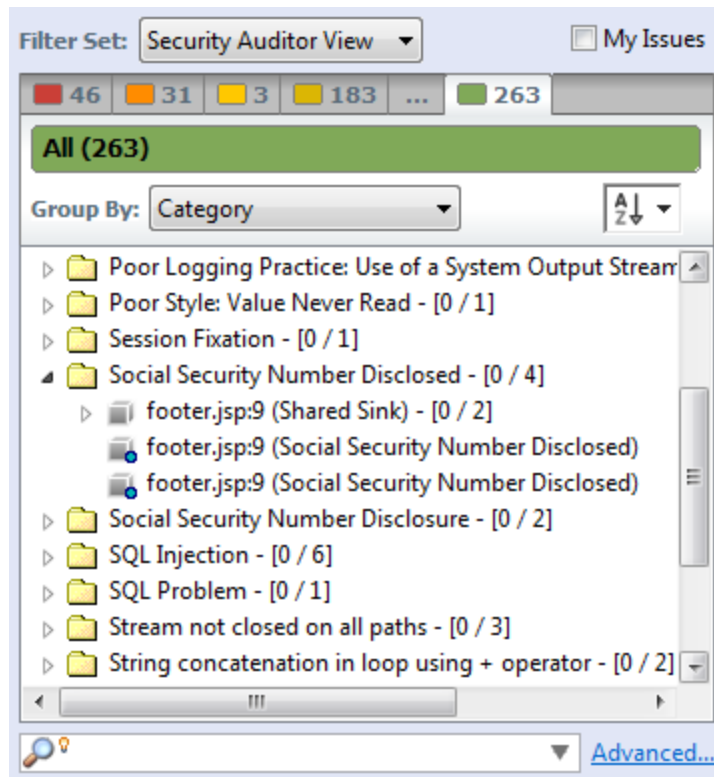 Filter Set: Security Auditor View My Issues
46 31 3 183 ... 263
All (263)
Group By: Category A Z
Poor Logging Practice: Use of a System Output Stream
Poor Style: Value Never Read - [0 / 1]
Session Fixation - [0 / 1]
Social Security Number Disclosed - [0 / 4]
footer.jsp:9 (Shared Sink) - [0 / 2]
footer.jsp:9 (Social Security Number Disclosed)
footer.jsp:9 (Social Security Number Disclosed)
Social Security Number Disclosure - [0 / 2]
SQL Injection - [0 / 6]
SQL Problem - [0 / 1]
Stream not closed on all paths - [0 / 3]
String concatenation in loop using + operator - [0 / 2]
Advanced...